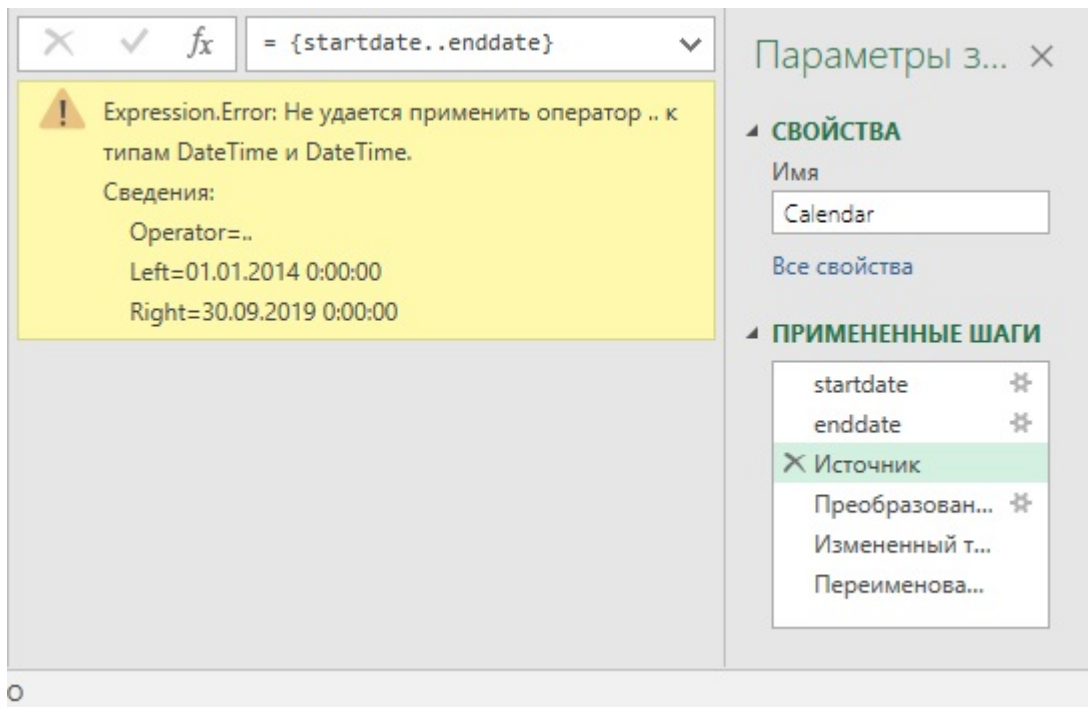 fx = {startdate..enddate}
Expression.Error: Не удается применить оператор .. к
типам DateTime и DateTime.
Сведения:
Operator=..
Left=01.01.2014 0:00:00
Right=30.09.2019 0:00:00
Параметры з...
СВОЙСТВА
Имя
Calendar
Все свойства
ПРИМЕНЕННЫЕ ШАГИ
startdate
enddate
Источник
Преобразован...
Измененный т...
Переименова...